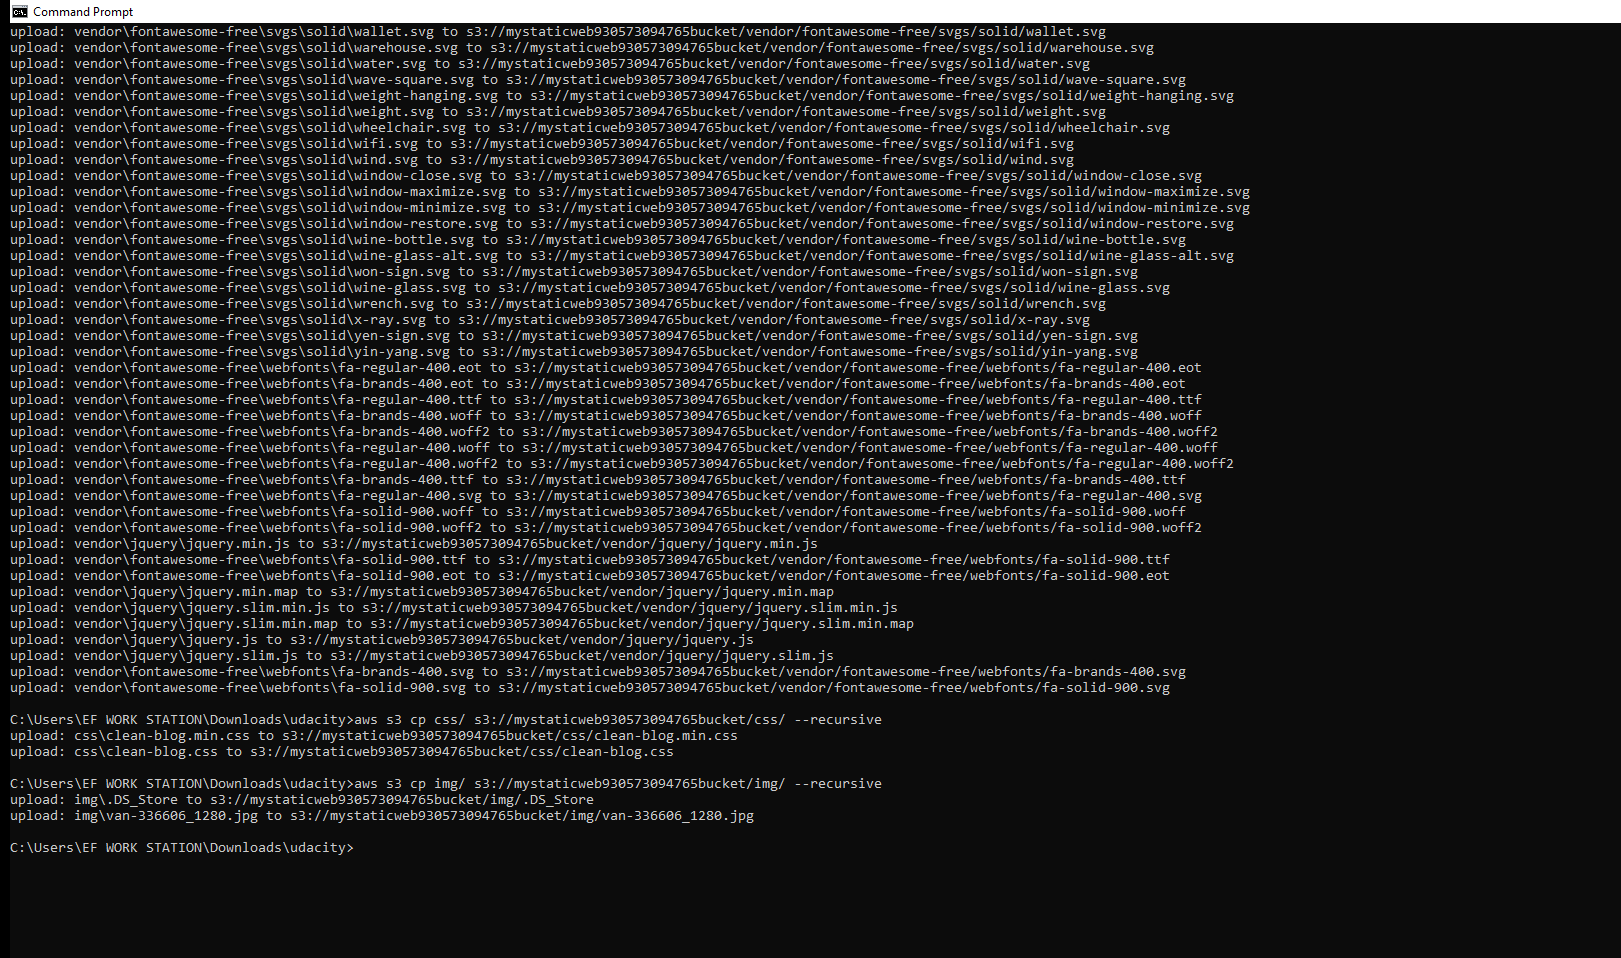 Command Prompt
upload: vendor\fontawesome-free\svgs\solid\wallet.svg to s3://mystaticweb930573094765bucket/vendor/fontawesome-free/svgs/solid/wallet.svg
upload: vendor\fontawesome-free\svgs\solid\warehouse.svg to s3://mystaticweb930573094765bucket/vendor/fontawesome-free/svgs/solid/warehouse.svg
upload: vendor\fontawesome-free\svgs\solid\water.svg to s3://mystaticweb930573094765bucket/vendor/fontawesome-free/svgs/solid/water.svg
upload: vendor\fontawesome-free\svgs\solid\wave-square.svg to s3://mystaticweb930573094765bucket/vendor/fontawesome-free/svgs/solid/wave-square.svg
upload: vendor\fontawesome-free\svgs\solid\weight-hanging.svg to s3://mystaticweb930573094765bucket/vendor/fontawesome-free/svgs/solid/weight-hanging.svg
upload: vendor\fontawesome-free\svgs\solid\weight.svg to s3://mystaticweb930573094765bucket/vendor/fontawesome-free/svgs/solid/weight.svg
upload: vendor\fontawesome-free\svgs\solid\wheelchair.svg to s3://mystaticweb930573094765bucket/vendor/fontawesome-free/svgs/solid/wheelchair.svg
upload: vendor\fontawesome-free\svgs\solid\wifi.svg to s3://mystaticweb930573094765bucket/vendor/fontawesome-free/svgs/solid/wifi.svg
upload: vendor\fontawesome-free\svgs\solid\wind.svg to s3://mystaticweb930573094765bucket/vendor/fontawesome-free/svgs/solid/wind.svg
upload: vendor\fontawesome-free\svgs\solid\window-close.svg to s3://mystaticweb930573094765bucket/vendor/fontawesome-free/svgs/solid/window-close.svg
upload: vendor\fontawesome-free\svgs\solid\window-maximize.svg to s3://mystaticweb930573094765bucket/vendor/fontawesome-free/svgs/solid/window-maximize.svg
upload: vendor\fontawesome-free\svgs\solid\window-minimize.svg to s3://mystaticweb930573094765bucket/vendor/fontawesome-free/svgs/solid/window-minimize.svg
upload: vendor\fontawesome-free\svgs\solid\window-restore.svg to s3://mystaticweb930573094765bucket/vendor/fontawesome-free/svgs/solid/window-restore.svg
upload: vendor\fontawesome-free\svgs\solid\wine-bottle.svg to s3://mystaticweb930573094765bucket/vendor/fontawesome-free/svgs/solid/wine-bottle.svg
upload: vendor\fontawesome-free\svgs\solid\wine-glass-alt.svg to s3://mystaticweb930573094765bucket/vendor/fontawesome-free/svgs/solid/wine-glass-alt.svg
upload: vendor\fontawesome-free\svgs\solid\won-sign.svg to s3://mystaticweb930573094765bucket/vendor/fontawesome-free/svgs/solid/won-sign.svg
upload: vendor\fontawesome-free\svgs\solid\wine-glass.svg to s3://mystaticweb930573094765bucket/vendor/fontawesome-free/svgs/solid/wine-glass.svg
upload: vendor\fontawesome-free\svgs\solid\wrench.svg to s3://mystaticweb930573094765bucket/vendor/fontawesome-free/svgs/solid/wrench.svg
upload: vendor\fontawesome-free\svgs\solid\x-ray.svg to s3://mystaticweb930573094765bucket/vendor/fontawesome-free/svgs/solid/x-ray.svg
upload: vendor\fontawesome-free\svgs\solid\yen-sign.svg to s3://mystaticweb930573094765bucket/vendor/fontawesome-free/svgs/solid/yen-sign.svg
upload: vendor\fontawesome-free\svgs\solid\yin-yang.svg to s3://mystaticweb930573094765bucket/vendor/fontawesome-free/svgs/solid/yin-yang.svg
upload: vendor\fontawesome-free\webfonts\fa-regular-400.eot to s3://mystaticweb930573094765bucket/vendor/fontawesome-free/webfonts/fa-regular-400.eot
upload: vendor\fontawesome-free\webfonts\fa-brands-400.eot to s3://mystaticweb930573094765bucket/vendor/fontawesome-free/webfonts/fa-brands-400.eot
upload: vendor\fontawesome-free\webfonts\fa-regular-400.ttf to s3://mystaticweb930573094765bucket/vendor/fontawesome-free/webfonts/fa-regular-400.ttf
upload: vendor\fontawesome-free\webfonts\fa-brands-400.woff to s3://mystaticweb930573094765bucket/vendor/fontawesome-free/webfonts/fa-brands-400.woff
upload: vendor\fontawesome-free\webfonts\fa-brands-400.woff2 to s3://mystaticweb930573094765bucket/vendor/fontawesome-free/webfonts/fa-brands-400.woff2
upload: vendor\fontawesome-free\webfonts\fa-regular-400.woff to s3://mystaticweb930573094765bucket/vendor/fontawesome-free/webfonts/fa-regular-400.woff
upload: vendor\fontawesome-free\webfonts\fa-regular-400.woff2 to s3://mystaticweb930573094765bucket/vendor/fontawesome-free/webfonts/fa-regular-400.woff2
upload: vendor\fontawesome-free\webfonts\fa-brands-400.ttf to s3://mystaticweb930573094765bucket/vendor/fontawesome-free/webfonts/fa-brands-400.ttf
upload: vendor\fontawesome-free\webfonts\fa-regular-400.svg to s3://mystaticweb930573094765bucket/vendor/fontawesome-free/webfonts/fa-regular-400.svg
upload: vendor\fontawesome-free\webfonts\fa-solid-900.woff to s3://mystaticweb930573094765bucket/vendor/fontawesome-free/webfonts/fa-solid-900.woff
upload: vendor\fontawesome-free\webfonts\fa-solid-900.woff2 to s3://mystaticweb930573094765bucket/vendor/fontawesome-free/webfonts/fa-solid-900.woff2
upload: vendor\jquery\jquery.min.js to s3://mystaticweb930573094765bucket/vendor/jquery/jquery.min.js
upload: vendor\fontawesome-free\webfonts\fa-solid-900.ttf to s3://mystaticweb930573094765bucket/vendor/fontawesome-free/webfonts/fa-solid-900.ttf
upload: vendor\fontawesome-free\webfonts\fa-solid-900.eot to s3://mystaticweb930573094765bucket/vendor/fontawesome-free/webfonts/fa-solid-900.eot
upload: vendor\jquery\jquery.min.map to s3://mystaticweb930573094765bucket/vendor/jquery/jquery.min.map
upload: vendor\jquery\jquery.slim.min.js to s3://mystaticweb930573094765bucket/vendor/jquery/jquery.slim.min.js
upload: vendor\jquery\jquery.slim.min.map to s3://mystaticweb930573094765bucket/vendor/jquery/jquery.slim.min.map
upload: vendor\jquery\jquery.js to s3://mystaticweb930573094765bucket/vendor/jquery/jquery.js
upload: vendor\jquery\jquery.slim.js to s3://mystaticweb930573094765bucket/vendor/jquery/jquery.slim.js
upload: vendor\fontawesome-free\webfonts\fa-brands-400.svg to s3://mystaticweb930573094765bucket/vendor/fontawesome-free/webfonts/fa-brands-400.svg
upload: vendor\fontawesome-free\webfonts\fa-solid-900.svg to s3://mystaticweb930573094765bucket/vendor/fontawesome-free/webfonts/fa-solid-900.svg
C:\Users\EF WORK STATION\Downloads\udacity>aws s3 cp css/ s3://mystaticweb930573094765bucket/css/ --recursive
upload: css\clean-blog.min.css to s3://mystaticweb930573094765bucket/css/clean-blog.min.css
upload: css\clean-blog.css to s3://mystaticweb930573094765bucket/css/clean-blog.css
C:\Users\EF WORK STATION\Downloads\udacity>aws s3 cp img/ s3://mystaticweb930573094765bucket/img/ --recursive
upload: img\.DS_Store to s3://mystaticweb930573094765bucket/img/.DS_Store
upload: img\van-336606_1280.jpg to s3://mystaticweb930573094765bucket/img/van-336606_1280.jpg
C:\Users\EF WORK STATION\Downloads\udacity>